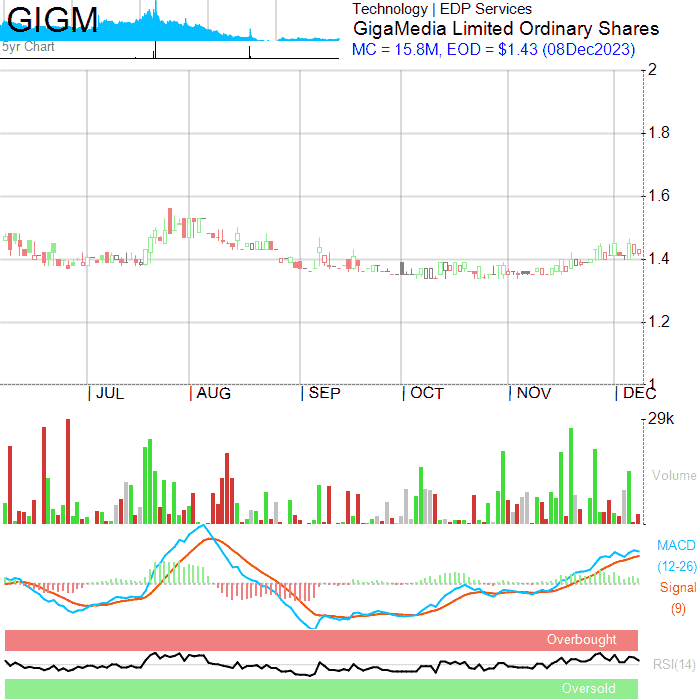 GIGM
5yr Chart
Technology | EDP Services
GigaMedia Limited Ordinary Shares
MC = 15.8M, EOD = $1.43 (08Dec2023)
2
1.8
1.6
1.4
1.2
1
| JUL | AUG | SEP | OCT | NOV | DEC
29k
Volume
MACD
(12-26)
Signal
(9)
Overbought
RSI(14)
Oversold